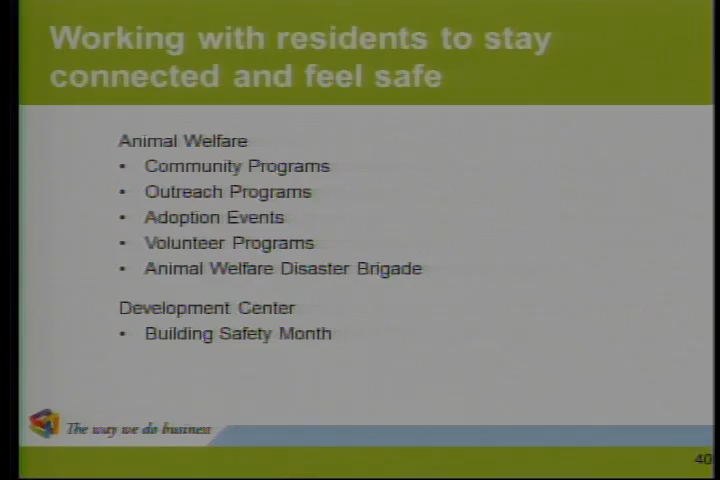 Working with residents to stay
connected and feel safe
Animal Welfare
• Community Programs
• Outreach Programs
• Adoption Events
• Volunteer Programs
• Animal Welfare Disaster Brigade
Development Center
• Building Safety Month
The way we do business
40